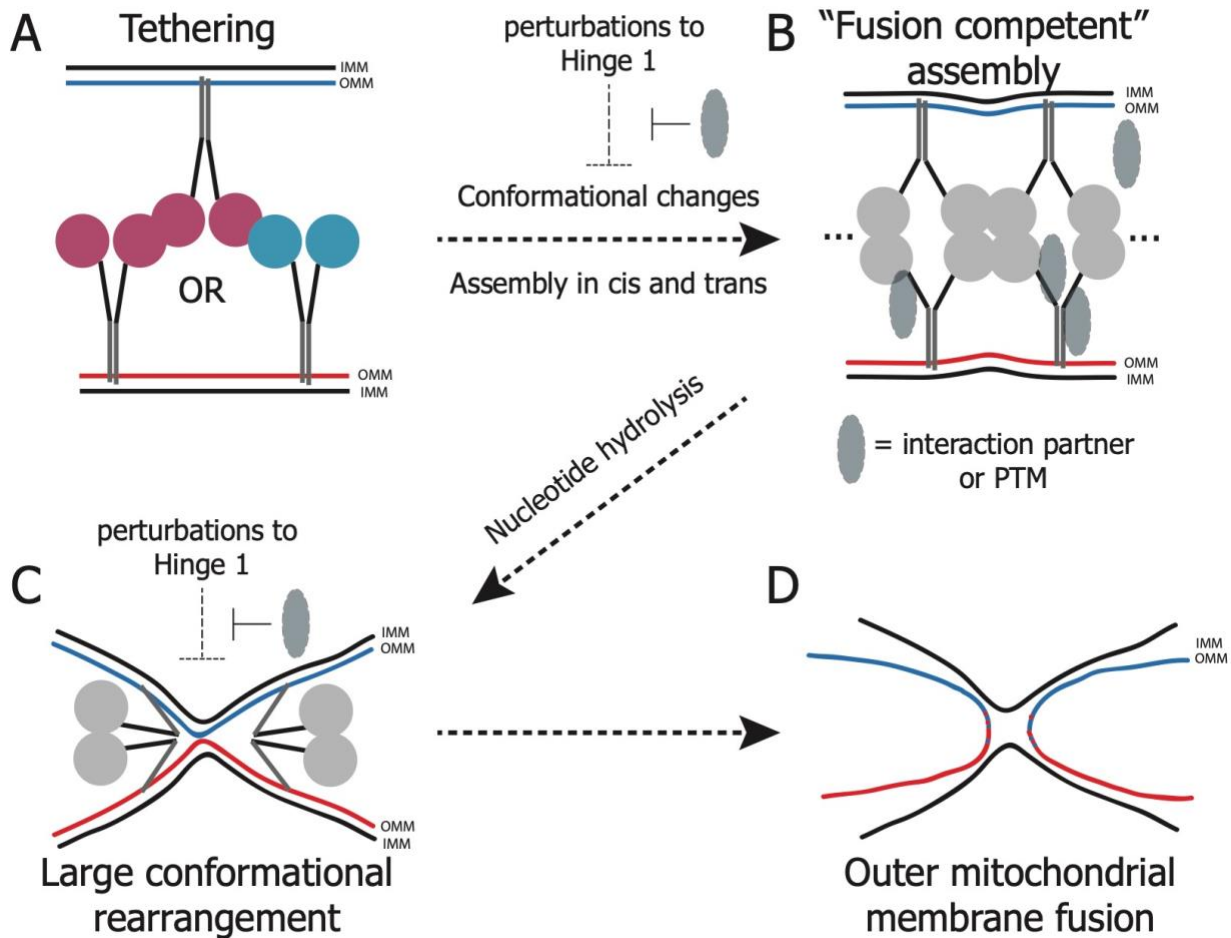 A
Tethering
IMM
OMM
OR
OMM
IMM
perturbations to
Hinge 1
Conformational changes
Assembly in cis and trans
B
“Fusion competent”
assembly
IMM
OMM
...
...
OMM
IMM
= interaction partner
or PTM
Nucleotide hydrolysis
C
perturbations to
Hinge 1
IMM
OMM
OMM
IMM
Large conformational
rearrangement
D
IMM
OMM
Outer mitochondrial
membrane fusion